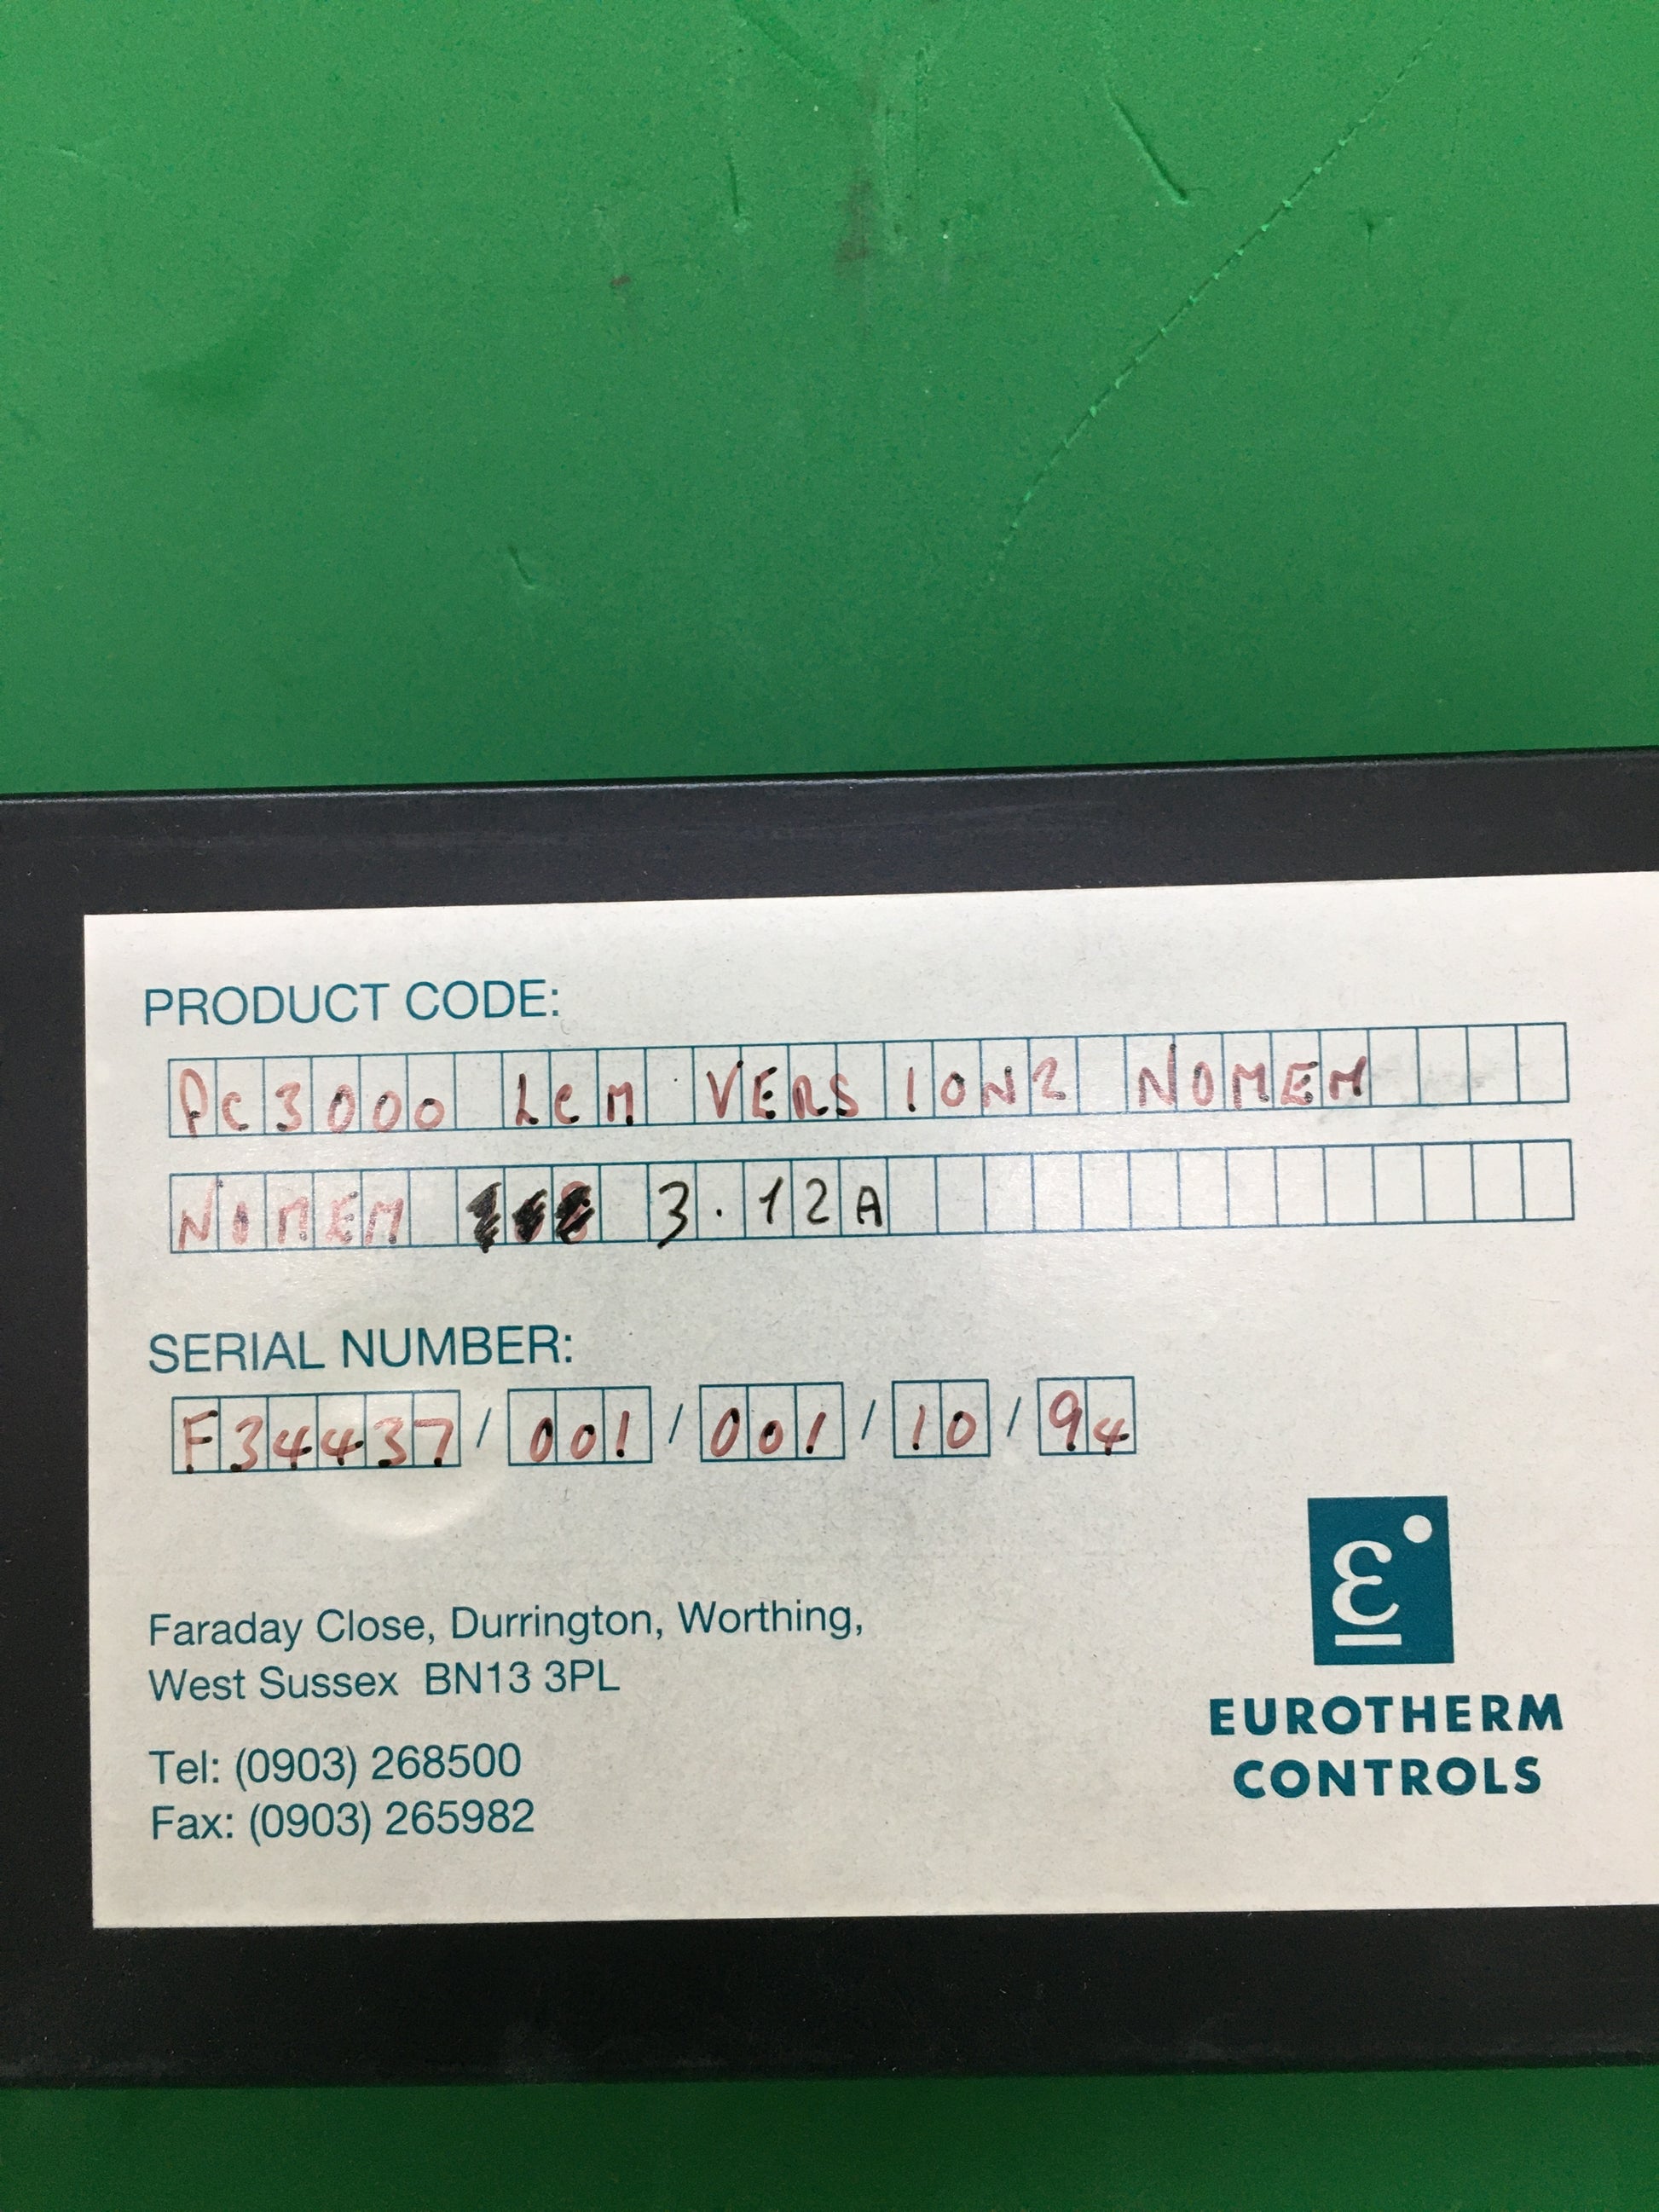 PRODUCT CODE:
PC3000 LCM VERSION2 NOMEM
NOMEM 3.12A
SERIAL NUMBER:
F34437/001/001/10/94
Faraday Close, Durrington, Worthing,
West Sussex BN13 3PL
Tel: (0903) 268500
Fax: (0903) 265982
ε
EUROTHERM
CONTROLS